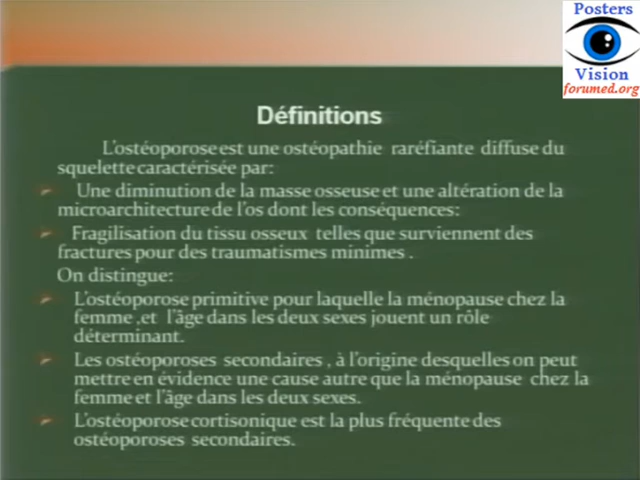 Posters
Vision
forumed.org
Définitions
L'ostéoporose est une ostéopathie raréfiante diffuse du
squelette caractérisée par:
Une diminution de la masse osseuse et une altération de la
microarchitecture de l'os dont les conséquences:
Fragilisation du tissu osseux telles que surviennent des
fractures pour des traumatismes minimes .
On distingue:
L'ostéoporose primitive pour laquelle la ménopause chez la
femme ,et l'âge dans les deux sexes jouent un rôle
déterminant.
Les ostéoporoses secondaires , à l'origine desquelles on peut
mettre en évidence une cause autre que la ménopause chez la
femme et l'âge dans les deux sexes.
L'ostéoporose cortisonique est la plus fréquente des
ostéoporoses secondaires.